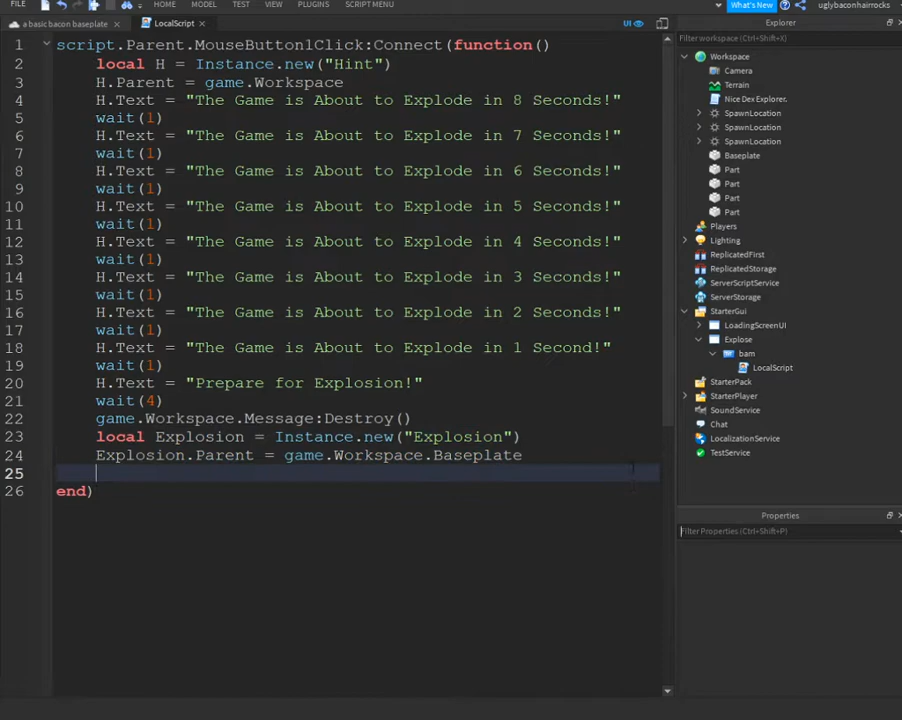 FILE HOME MODEL TEST VIEW PLUGINS SCRIPT MENU What's New uglybaconhairrocks
a basic bacon baseplate LocalScript UI
Explorer
Filter workspace (Ctrl+Shift+X)
1 script.Parent.MouseButton1Click:Connect(function()
2 local H = Instance.new("Hint")
3 H.Parent = game.Workspace
4 H.Text = "The Game is About to Explode in 8 Seconds!"
5 wait(1)
6 H.Text = "The Game is About to Explode in 7 Seconds!"
7 wait(1)
8 H.Text = "The Game is About to Explode in 6 Seconds!"
9 wait(1)
10 H.Text = "The Game is About to Explode in 5 Seconds!"
11 wait(1)
12 H.Text = "The Game is About to Explode in 4 Seconds!"
13 wait(1)
14 H.Text = "The Game is About to Explode in 3 Seconds!"
15 wait(1)
16 H.Text = "The Game is About to Explode in 2 Seconds!"
17 wait(1)
18 H.Text = "The Game is About to Explode in 1 Second!"
19 wait(1)
20 H.Text = "Prepare for Explosion!"
21 wait(4)
22 game.Workspace.Message:Destroy()
23 local Explosion = Instance.new("Explosion")
24 Explosion.Parent = game.Workspace.Baseplate
25
26 end)
Workspace
Camera
Terrain
Nice Dex Explorer.
SpawnLocation
SpawnLocation
SpawnLocation
Baseplate
Part
Part
Part
Part
Players
Lighting
ReplicatedFirst
ReplicatedStorage
ServerScriptService
ServerStorage
StarterGui
LoadingScreenUI
Explose
bam
LocalScript
StarterPack
StarterPlayer
SoundService
Chat
LocalizationService
TestService
Properties
Filter Properties (Ctrl+Shift+P)